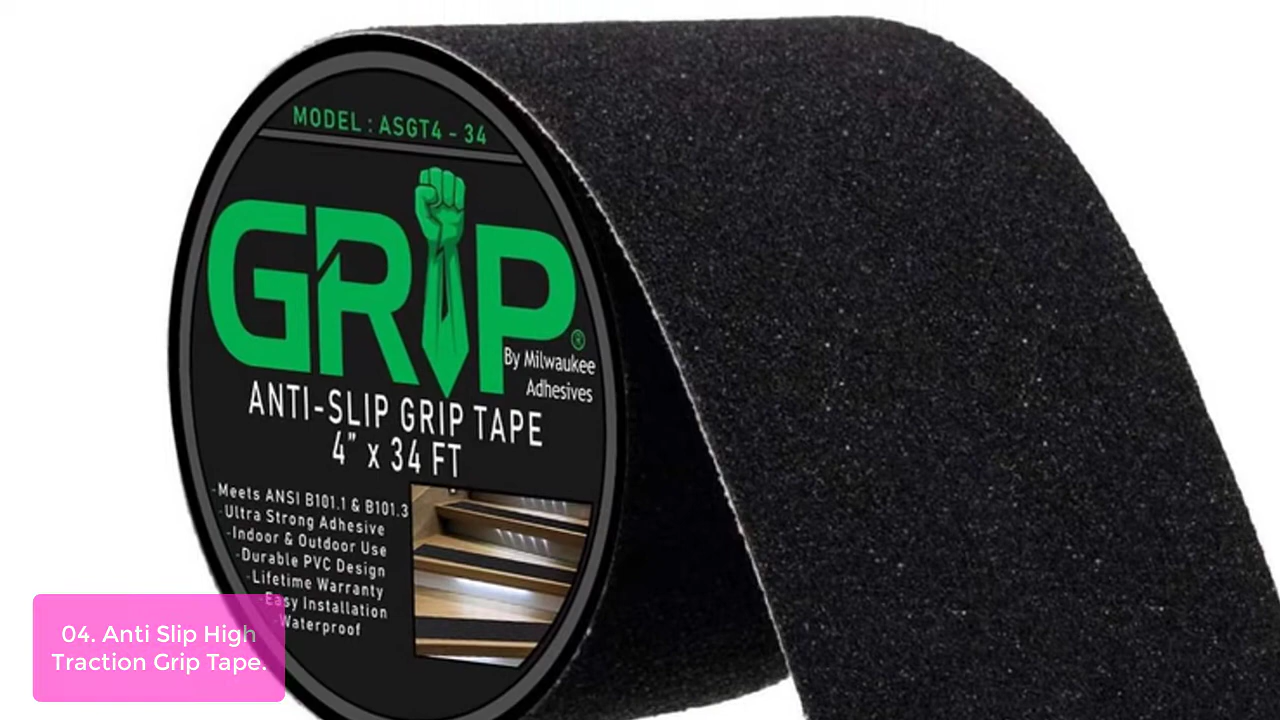 MODEL : ASGT4 - 34
GRIP®
By Milwaukee
Adhesives
ANTI-SLIP GRIP TAPE
4” x 34 FT
-Meets ANSI B101.1 & B101.3
-Ultra Strong Adhesive
-Indoor & Outdoor Use
-Durable PVC Design
-Lifetime Warranty
-Easy Installation
-Waterproof
04. Anti Slip High
Traction Grip Tape.